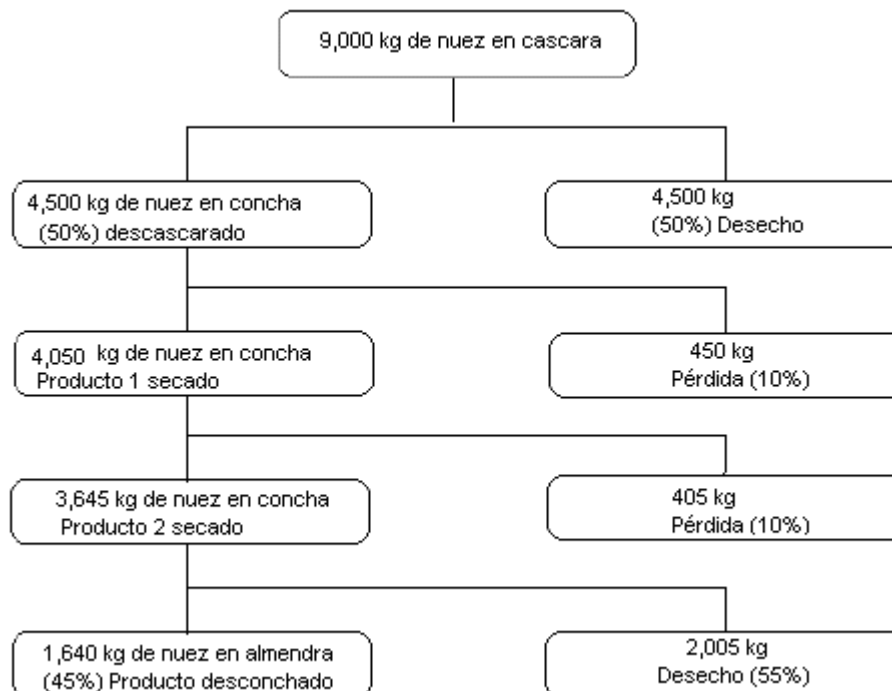 9,000 kg de nuez en cascara
4,500 kg de nuez en concha
(50%) descascarado
4,500 kg
(50%) Desecho
4,050 kg de nuez en concha
Producto 1 secado
450 kg
Pérdida (10%)
3,645 kg de nuez en concha
Producto 2 secado
405 kg
Pérdida (10%)
1,640 kg de nuez en almendra
(45%) Producto desconchado
2,005 kg
Desecho (55%)